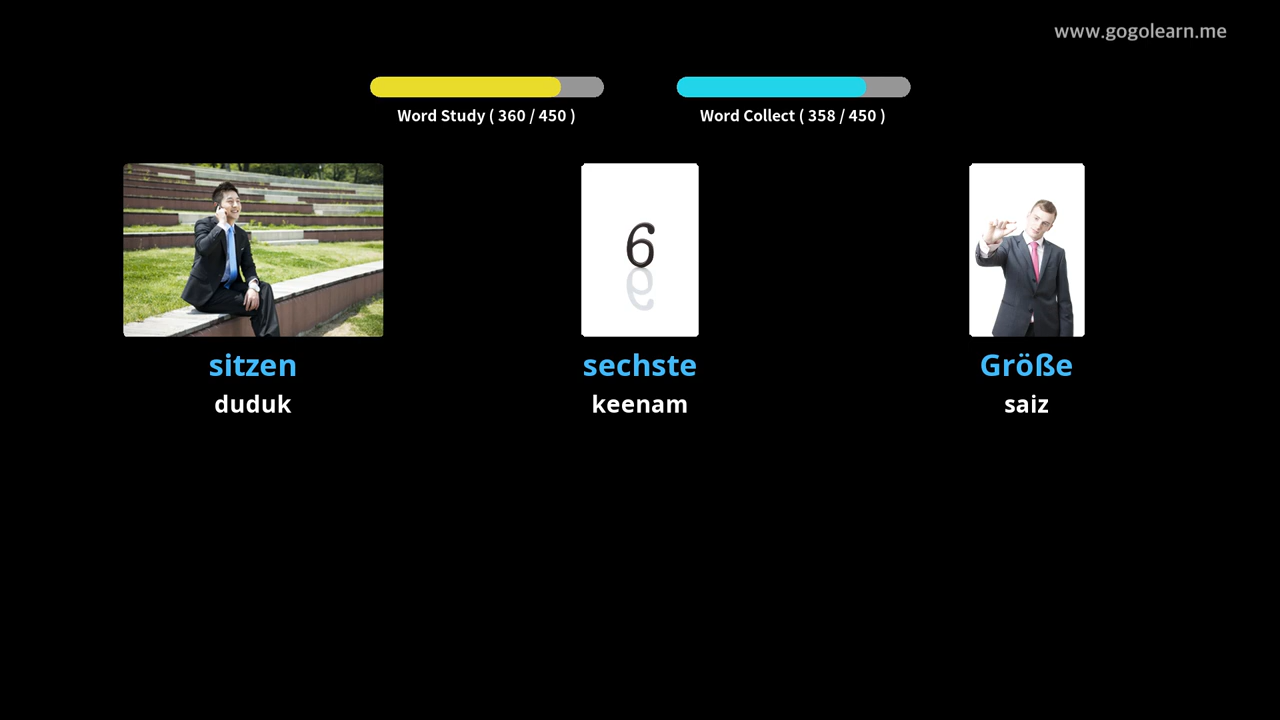 www.gogolearn.me
Word Study ( 360 / 450 )
Word Collect ( 358 / 450 )
6
sitzen
sechste
Größe
duduk
keenam
saiz